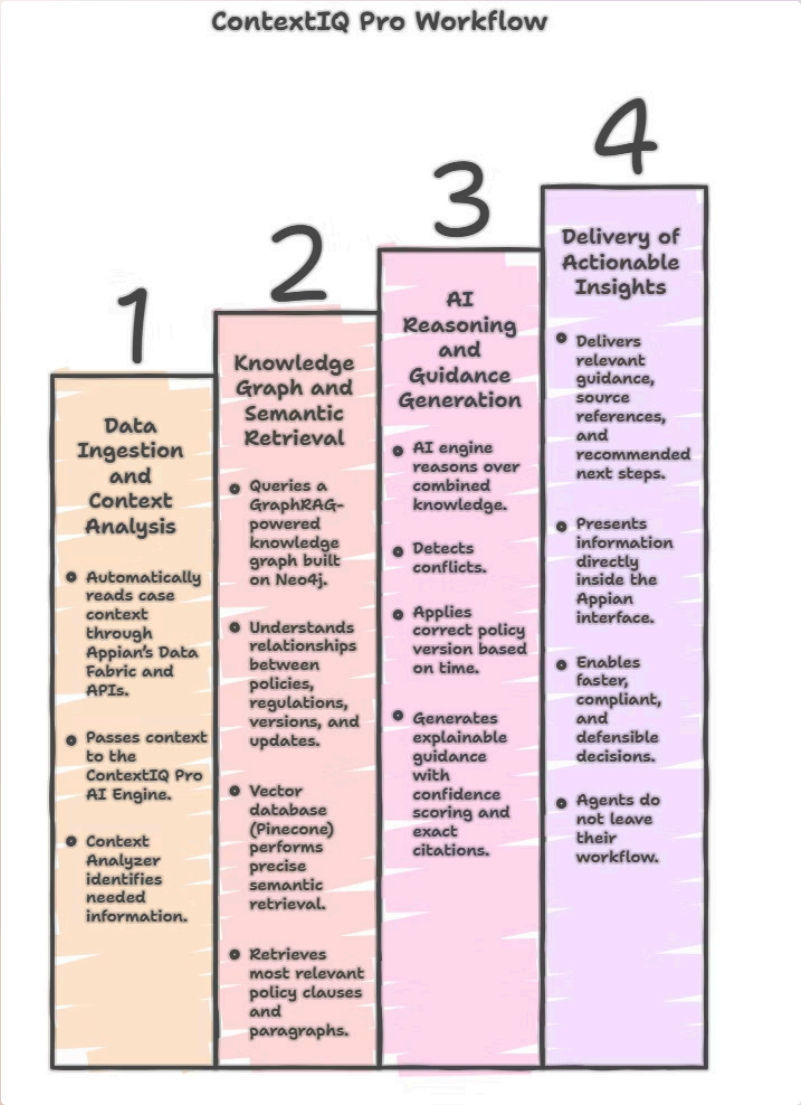 ContextIQ Pro Workflow
1
Data
Ingestion
and
Context
Analysis
Automatically
reads case
context
through
Appian's Data
Fabric and
APIs.
Passes context
to the
ContextIQ Pro
AI Engine.
Context
Analyzer
identifies
needed
information.
2
Knowledge
Graph and
Semantic
Retrieval
Queries a
GraphRAG-
powered
knowledge
graph built
on Neo4j.
Understands
relationships
between
policies,
regulations,
versions, and
updates.
Vector
database
(Pinecone)
performs
precise
semantic
retrieval.
Retrieves
most relevant
policy clauses
and
paragraphs.
3
AI
Reasoning
and
Guidance
Generation
AI engine
reasons over
combined
knowledge.
Detects
conflicts.
Applies
correct policy
version based
on time.
Generates
explainable
guidance
with
confidence
scoring and
exact
citations.
4
Delivery of
Actionable
Insights
Delivers
relevant
guidance,
source
references,
and
recommended
next steps.
Presents
information
directly
inside the
Appian
interface.
Enables
faster,
compliant,
and
defensible
decisions.
Agents do
not leave
their
workflow.